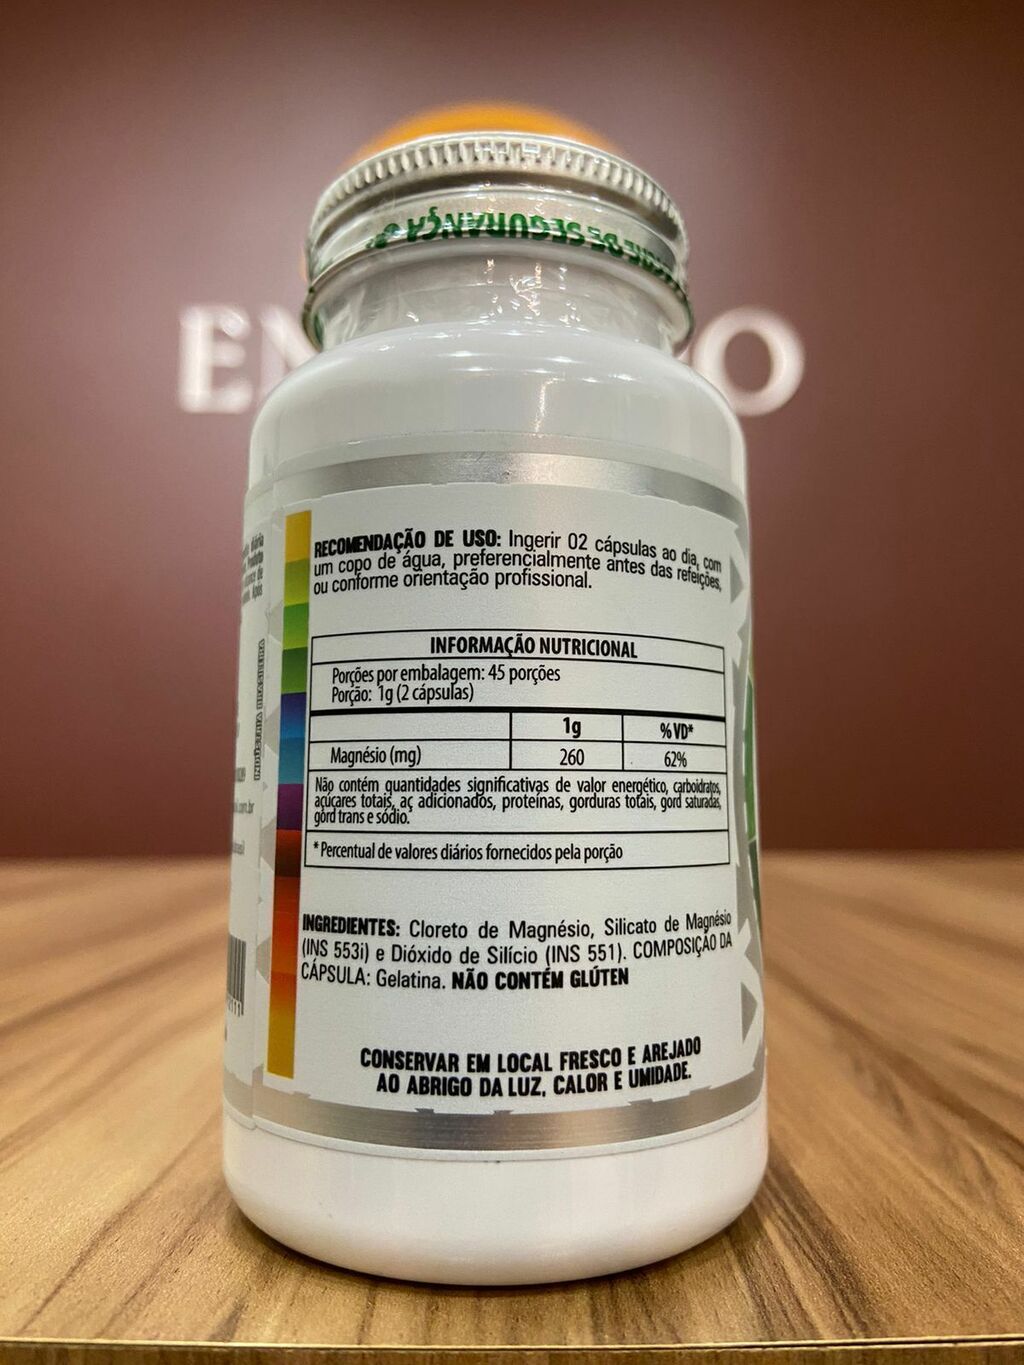 DE SEGURANÇA
RECOMENDAÇÃO DE USO: Ingerir 02 cápsulas ao dia, com
um copo de água, preferencialmente antes das refeições,
ou conforme orientação profissional.
INFORMAÇÃO NUTRICIONAL
Porções por embalagem: 45 porções
Porção: 1g (2 cápsulas)
1g %VD*
Magnésio (mg) 260 62%
Não contém quantidades significativas de valor energético, carboidratos,
açúcares totais, aç adicionados, proteínas, gorduras totais, gord saturadas,
gord trans e sódio.
* Percentual de valores diários fornecidos pela porção
INGREDIENTES: Cloreto de Magnésio, Silicato de Magnésio
(INS 553i) e Dióxido de Silício (INS 551). COMPOSIÇÃO DA
CÁPSULA: Gelatina. NÃO CONTÉM GLÚTEN
CONSERVAR EM LOCAL FRESCO E AREJADO
AO ABRIGO DA LUZ, CALOR E UMIDADE.
INDÚSTRIA BRASILEIRA